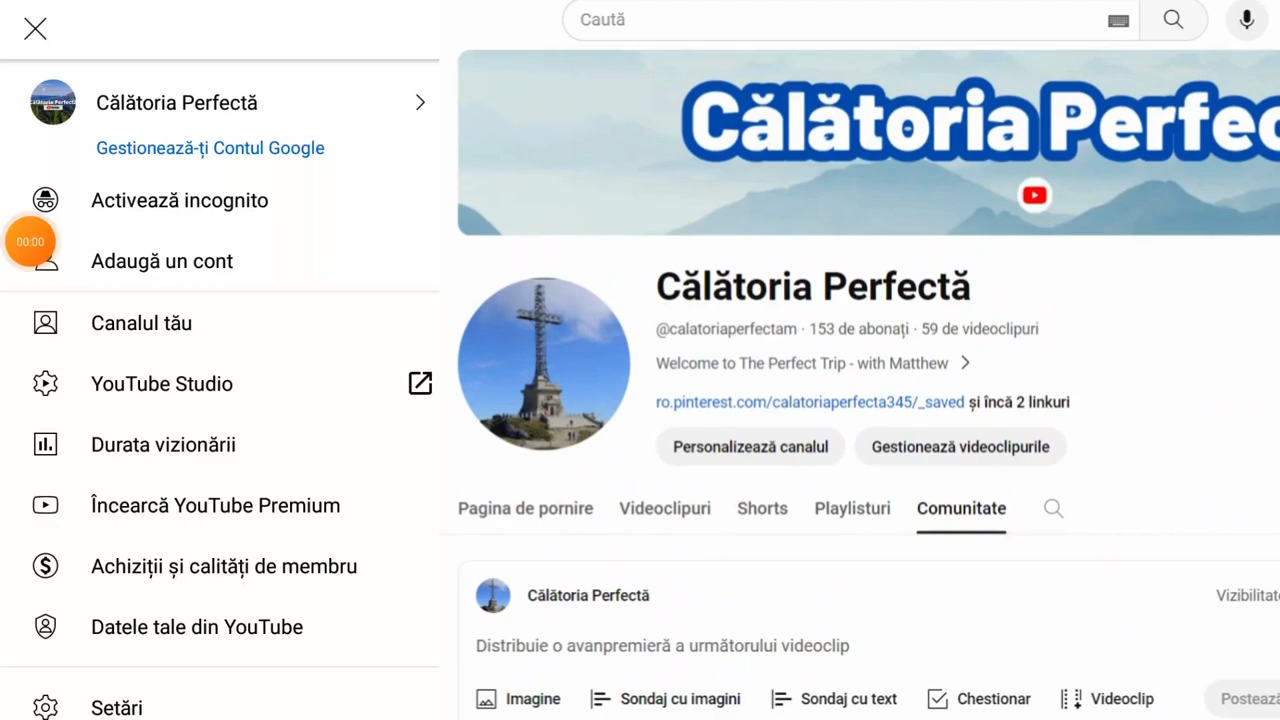 Călătoria Perfectă
Gestionează-ți Contul Google
Activează incognito
00:00
Adaugă un cont
Canalul tău
YouTube Studio
Durata vizionării
Încearcă YouTube Premium
Achiziții și calități de membru
Datele tale din YouTube
Setări
Caută
Călătoria Perfec
Călătoria Perfectă
@calatoriaperfectam · 153 de abonați · 59 de videoclipuri
Welcome to The Perfect Trip - with Matthew
ro.pinterest.com/calatoriaperfecta345/_saved și încă 2 linkuri
Personalizează canalul Gestionează videoclipurile
Pagina de pornire Videoclipuri Shorts Playlisturi Comunitate
Călătoria Perfectă Vizibilitate
Distribuie o avanpremieră a următorului videoclip
Imagine Sondaj cu imagini Sondaj cu text Chestionar Videoclip Posteaz